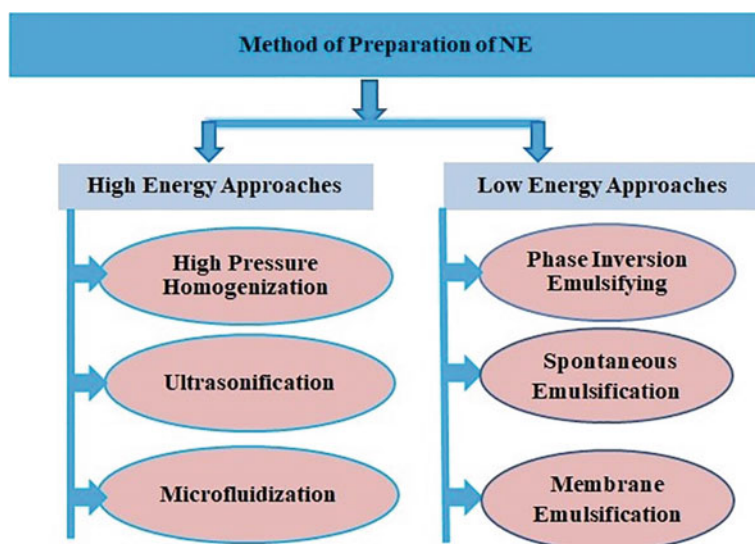 Method of Preparation of NE
High Energy Approaches
High Pressure
Homogenization
Ultrasonification
Microfluidization
Low Energy Approaches
Phase Inversion
Emulsifying
Spontaneous
Emulsification
Membrane
Emulsification